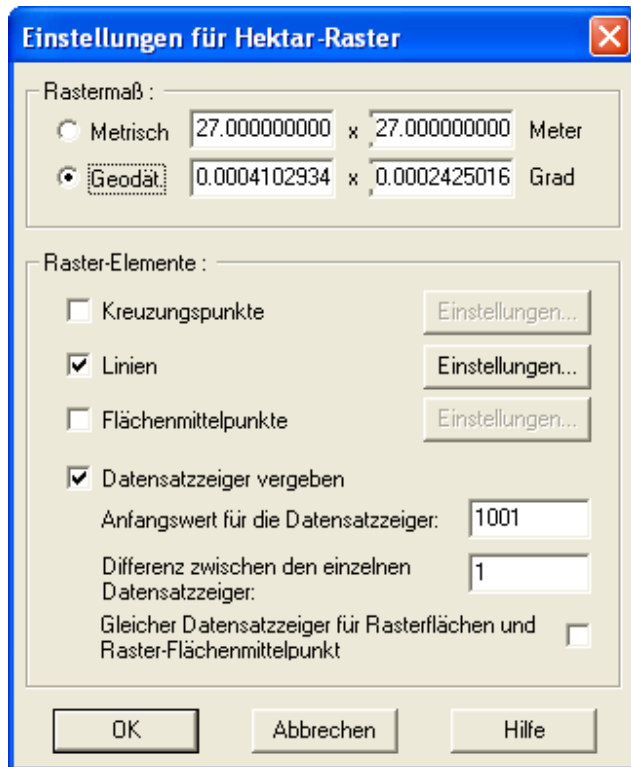 Einstellungen für Hektar-Raster
Rastermaß :
Metrisch 27.000000000 x 27.000000000 Meter
Geodät. 0.0004102934 x 0.0002425016 Grad
Raster-Elemente :
Kreuzungspunkte Einstellungen...
Linien Einstellungen...
Flächenmittelpunkte Einstellungen...
Datensatzzeiger vergeben
Anfangswert für die Datensatzzeiger: 1001
Differenz zwischen den einzelnen 1
Datensatzzeiger:
Gleicher Datensatzzeiger für Rasterflächen und
Raster-Flächenmittelpunkt
OK Abbrechen Hilfe